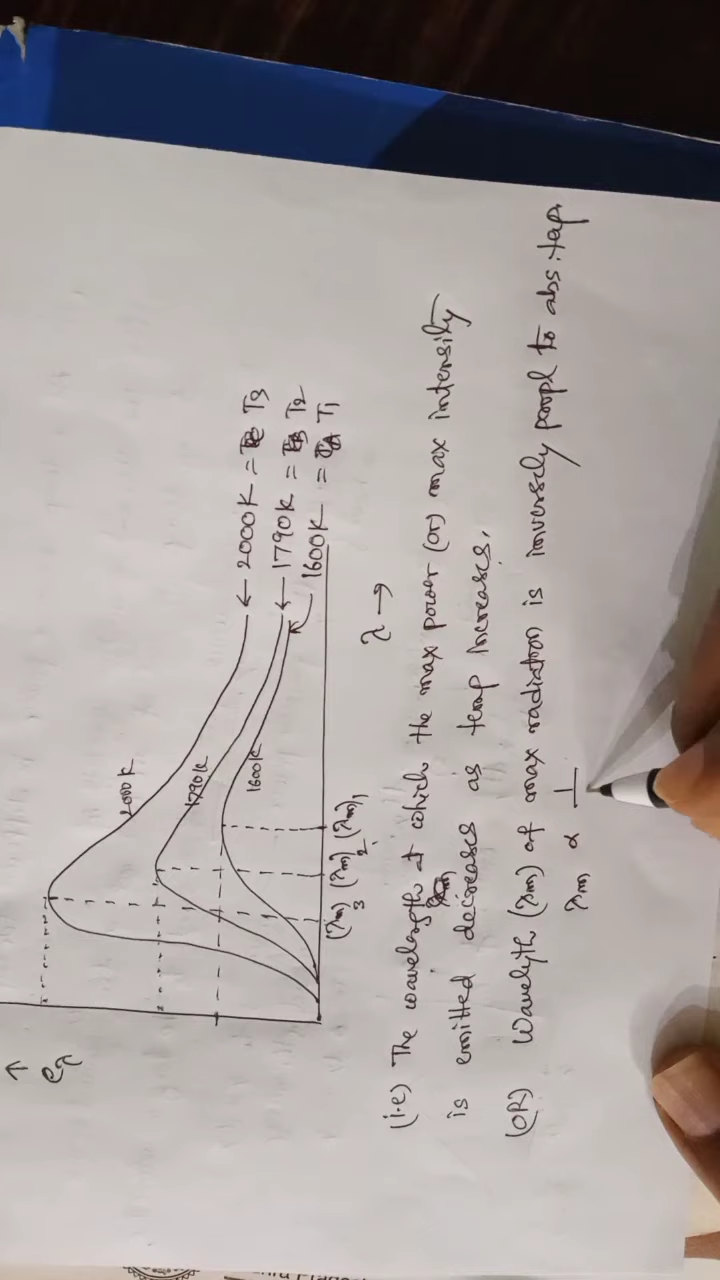 ↑
eλ
2000K
1790K
1600K
← 2000K = T3
← 1790K = T2
1600K = T1
(λm)3 (λm)2 (λm)1
λ →
(i.e) The wavelength at which the max power (or) max intensity
is emitted decreases as temp increases.
(OR) Wavelyth (λm) of max radiation is inversely propl to abs. temp.
λm ∝ 1